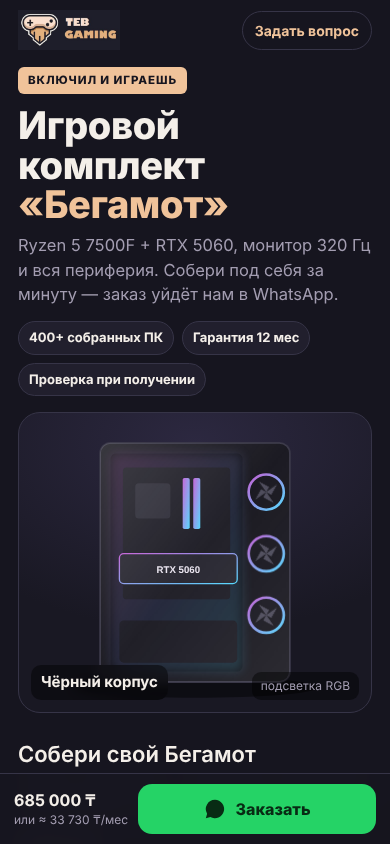 TEB
GAMING
Задать вопрос
ВКЛЮЧИЛ И ИГРАЕШЬ
Игровой
комплект
«Бегамот»
Ryzen 5 7500F + RTX 5060, монитор 320 Гц
и вся периферия. Собери под себя за
минуту — заказ уйдёт нам в WhatsApp.
400+ собранных ПК
Гарантия 12 мес
Проверка при получении
RTX 5060
Чёрный корпус
подсветка RGB
Собери свой Бегамот
685 000 ₸
или ≈ 33 730 ₸/мес
Заказать